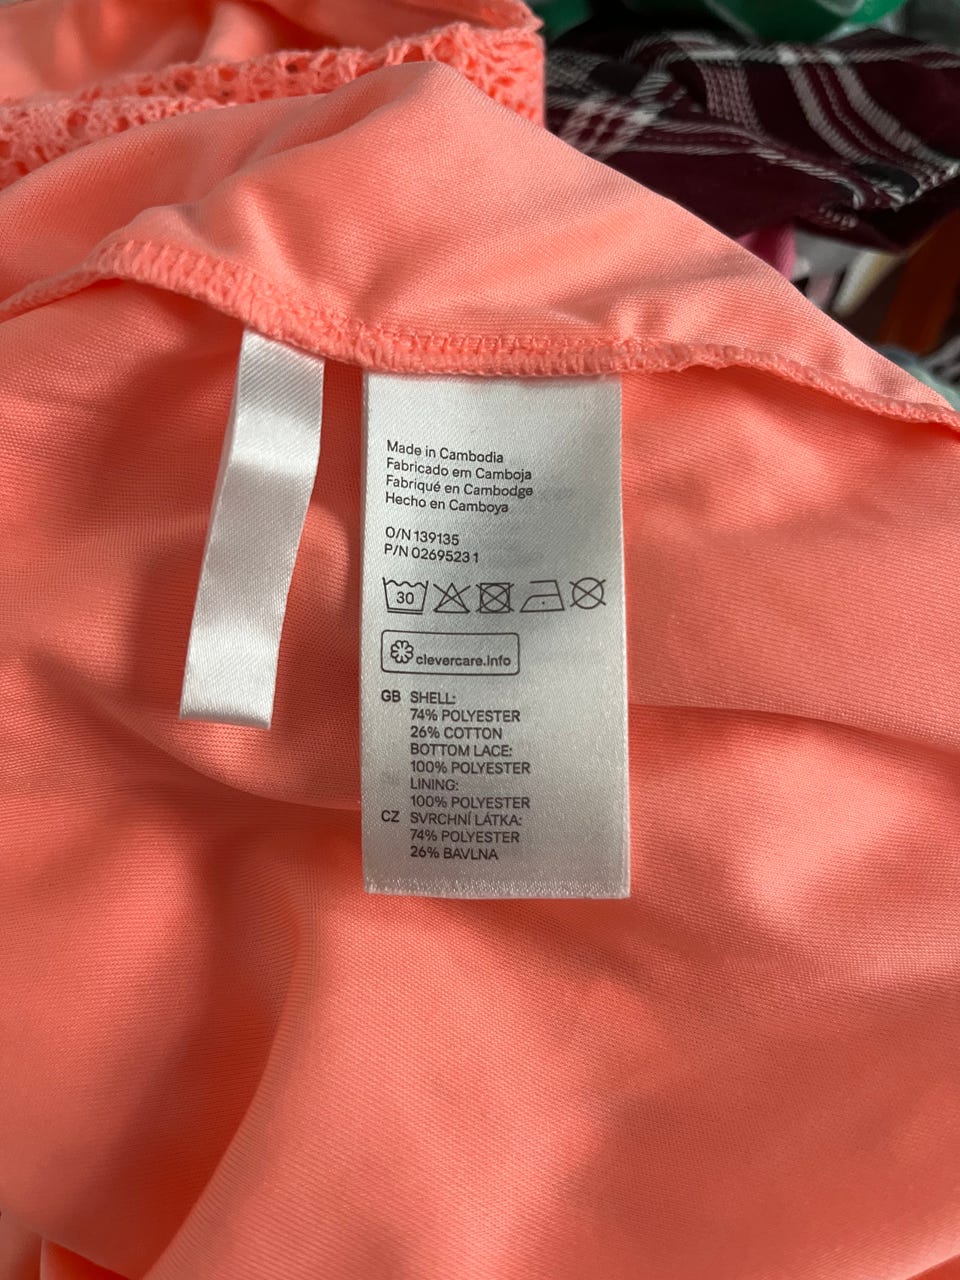 Made in Cambodia
Fabricado em Camboja
Fabriqué en Cambodge
Hecho en Camboya
O/N 139135
P/N 02695231
30
clevercare.info
GB SHELL:
74% POLYESTER
26% COTTON
BOTTOM LACE:
100% POLYESTER
LINING:
100% POLYESTER
CZ SVRCHNÍ LÁTKA:
74% POLYESTER
26% BAVLNA